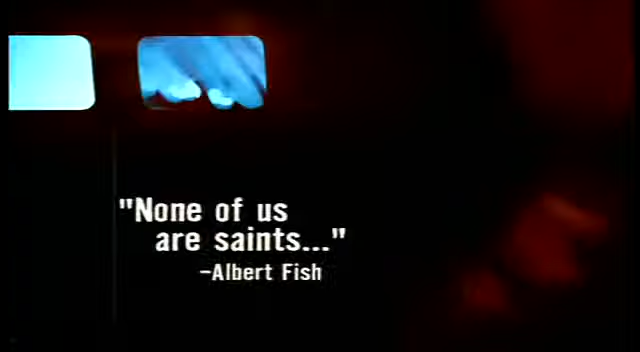 "None of us
are saints..."
–Albert Fish